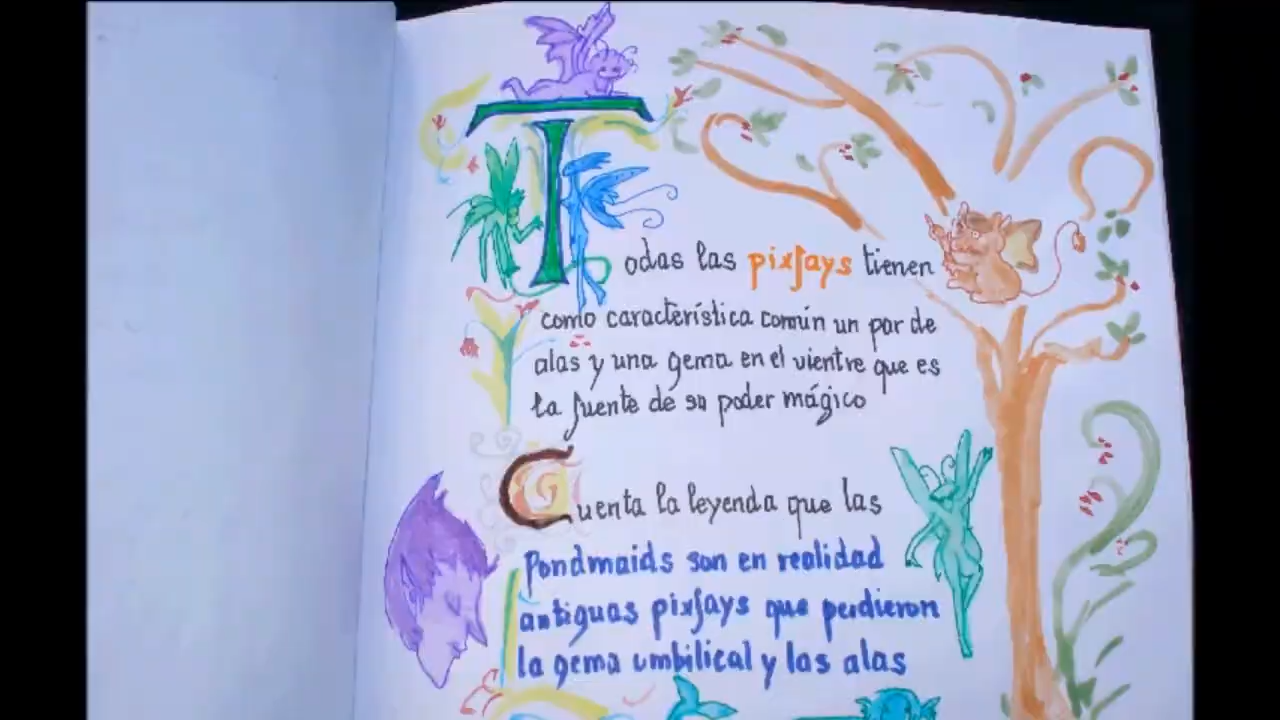 Todas las pixfays tienen
como característica común un par de
alas y una gema en el vientre que es
la fuente de su poder mágico
Cuenta la leyenda que las
Pondmaids son en realidad
antiguas pixfays que perdieron
la gema umbilical y las alas